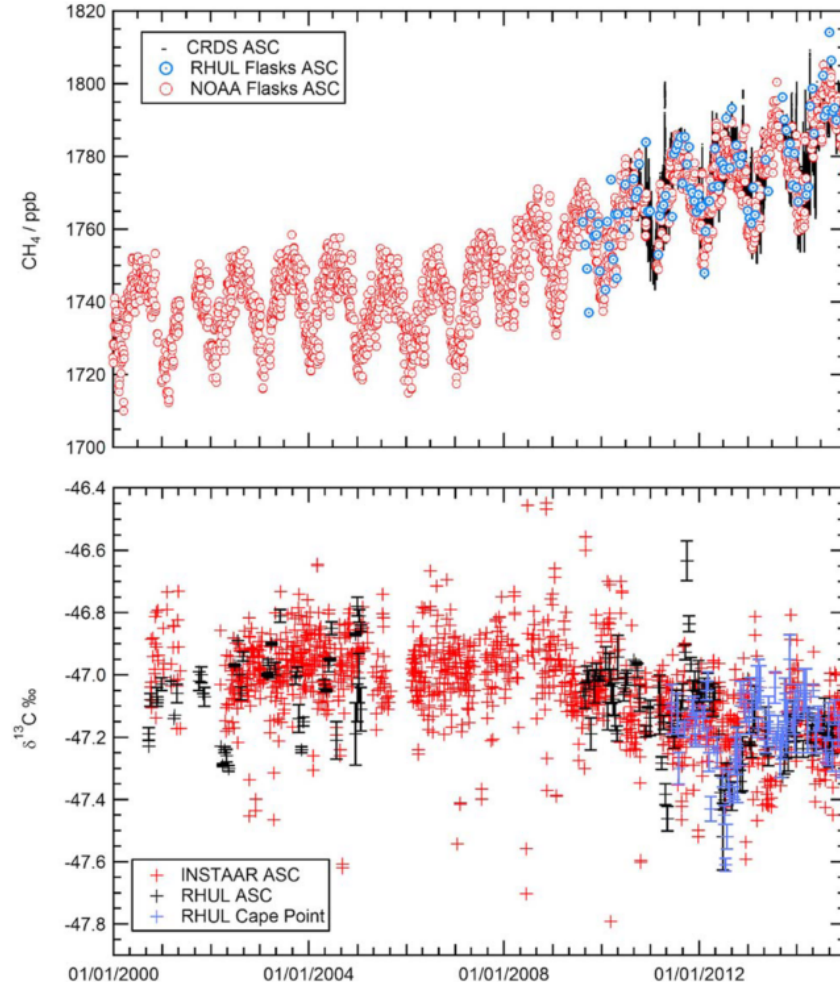 1820
1800
1780
1760
1740
1720
1700
CH4 / ppb
CRDS ASC
RHUL Flasks ASC
NOAA Flasks ASC
-46.4
-46.6
-46.8
-47.0
-47.2
-47.4
-47.6
-47.8
δ 13C ‰
INSTAAR ASC
RHUL ASC
RHUL Cape Point
01/01/2000 01/01/2004 01/01/2008 01/01/2012